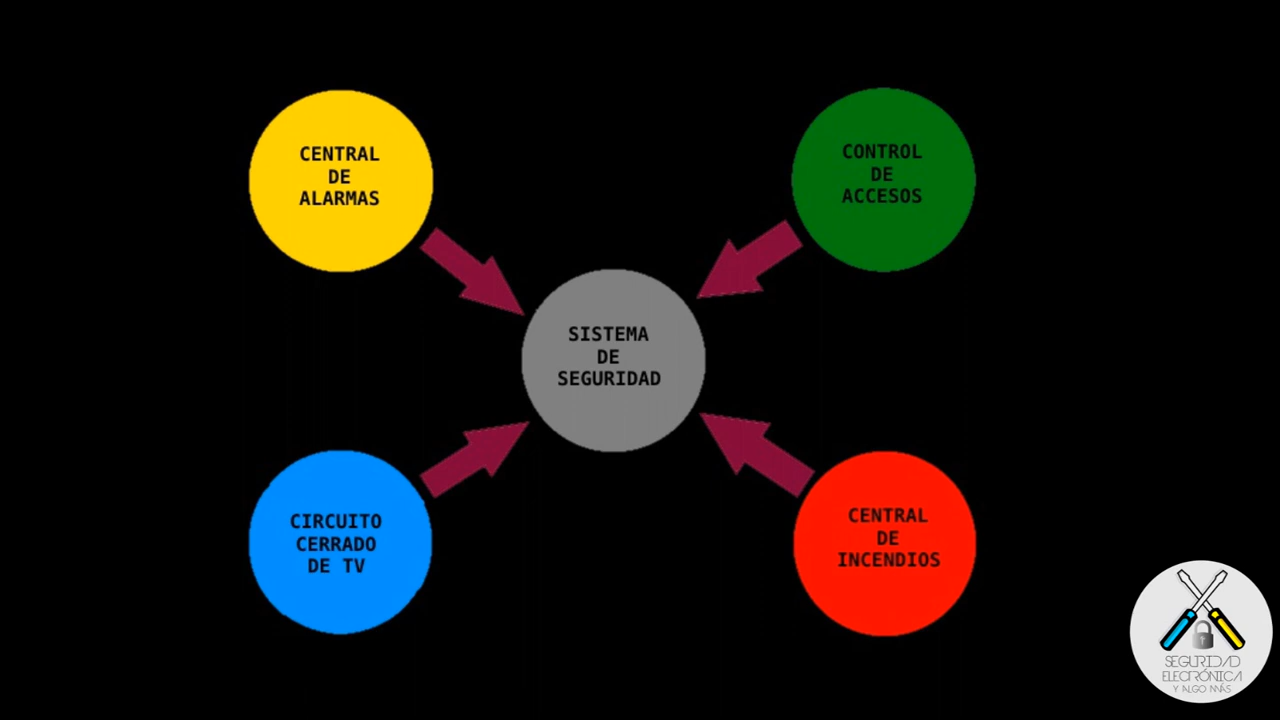 CENTRAL
DE
ALARMAS
CONTROL
DE
ACCESOS
SISTEMA
DE
SEGURIDAD
CIRCUITO
CERRADO
DE TV
CENTRAL
DE
INCENDIOS
SEGURIDAD
ELECTRÓNICA
Y ALGO MÁS